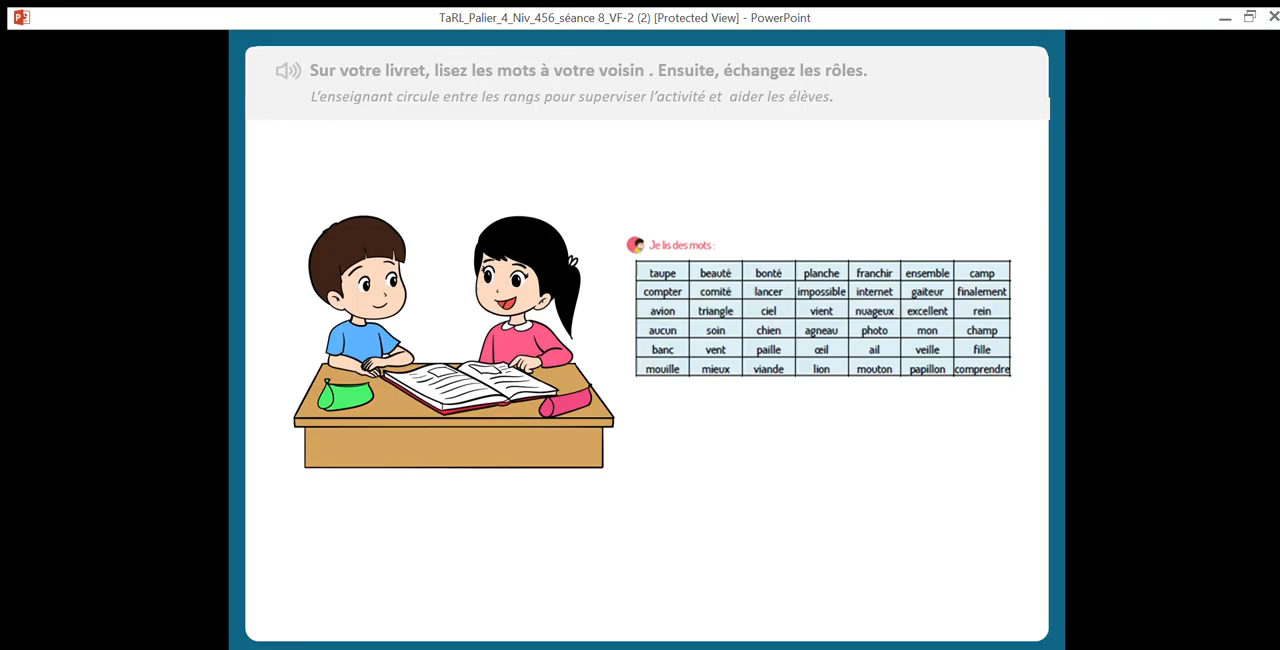 TaRL_Palier_4_Niv_456_séance 8_VF-2 (2) [Protected View] - PowerPoint
Sur votre livret, lisez les mots à votre voisin . Ensuite, échangez les rôles.
L’enseignant circule entre les rangs pour superviser l’activité et  aider les élèves.
Je lis des mots :
taupe beauté bonté planche franchir ensemble camp
compter comité lancer impossible internet gaiteur finalement
avion triangle ciel vient nuageux excellent rein
aucun soin chien agneau photo mon champ
banc vent paille œil ail veille fille
mouille mieux viande lion mouton papillon comprendre